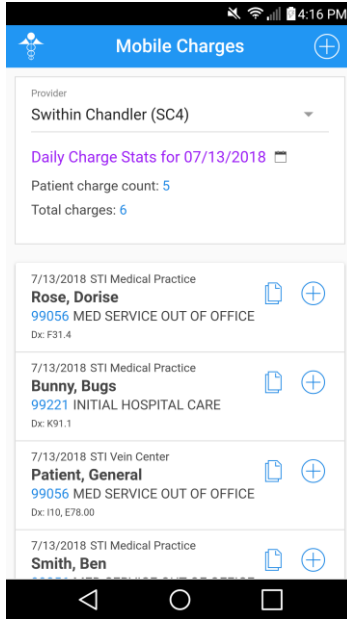 4:16 PM
Mobile Charges
Provider
Swithin Chandler (SC4)
Daily Charge Stats for 07/13/2018
Patient charge count: 5
Total charges: 6
7/13/2018 STI Medical Practice
Rose, Dorise
99056 MED SERVICE OUT OF OFFICE
Dx: F31.4
7/13/2018 STI Medical Practice
Bunny, Bugs
99221 INITIAL HOSPITAL CARE
Dx: K91.1
7/13/2018 STI Vein Center
Patient, General
99056 MED SERVICE OUT OF OFFICE
Dx: I10, E78.00
7/13/2018 STI Medical Practice
Smith, Ben